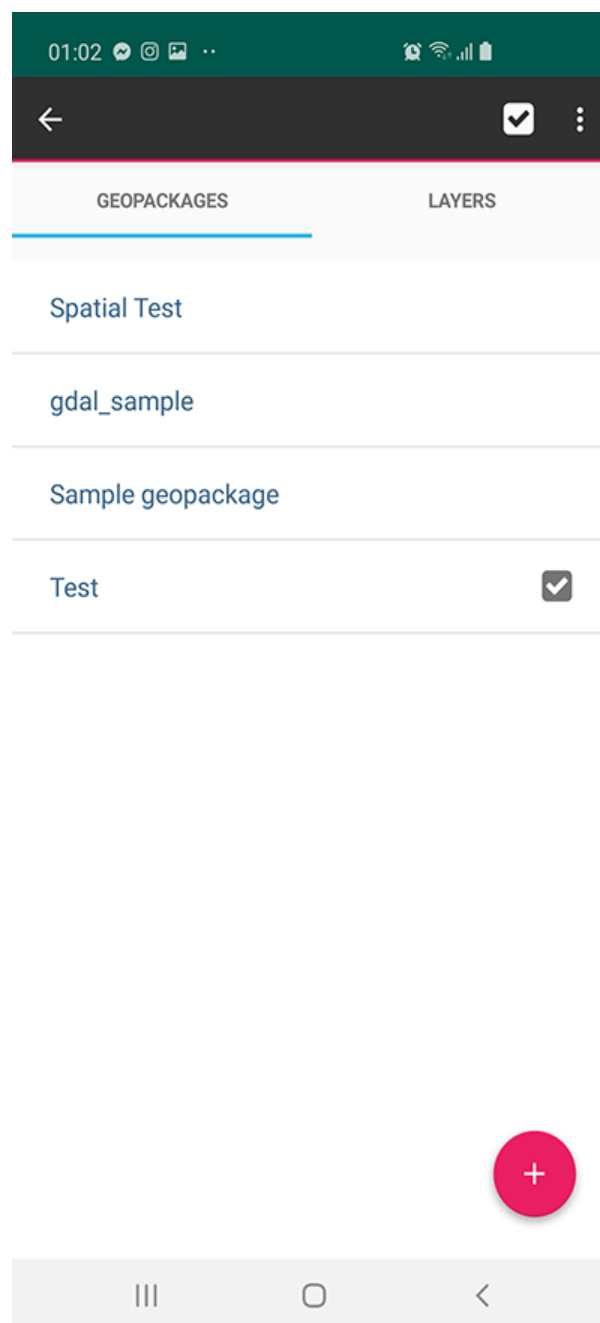 01:02
GEOPACKAGES LAYERS
Spatial Test
gdal_sample
Sample geopackage
Test